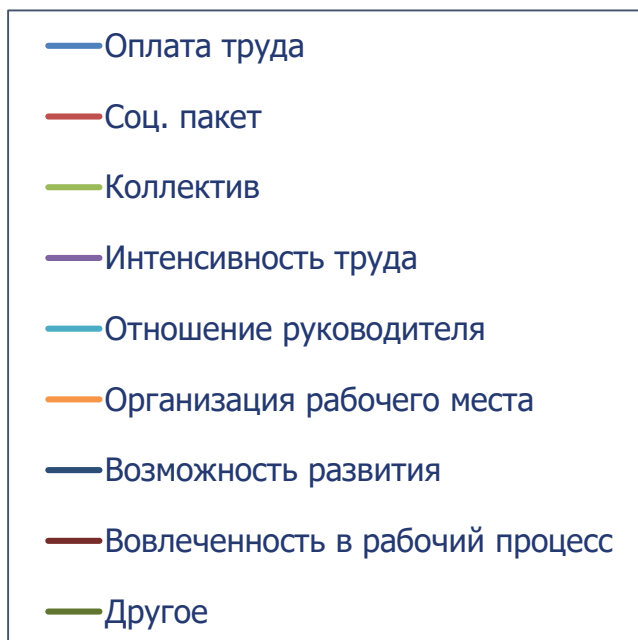 Оплата труда
Соц. пакет
Коллектив
Интенсивность труда
Отношение руководителя
Организация рабочего места
Возможность развития
Вовлеченность в рабочий процесс
Другое